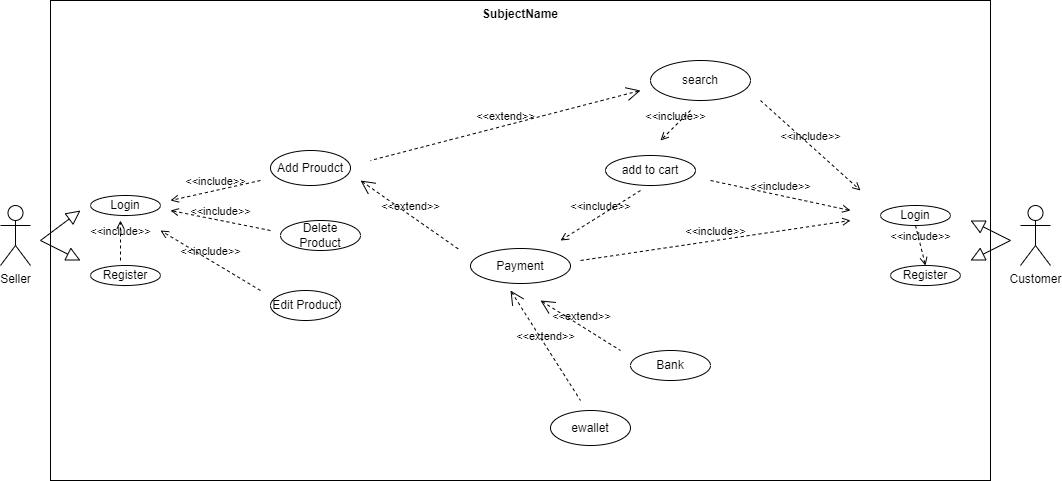 SubjectName
search
<<extend>>
<<include>>
<<include>>
Add Proudct
add to cart
<<include>>
<<include>>
Login
<<extend>>
<<include>>
<<include>>
Login
Delete
Product
<<include>>
<<include>>
<<include>>
<<include>>
Payment
Register
Register
Seller
Customer
Edit Product
<<extend>>
<<extend>>
Bank
ewallet